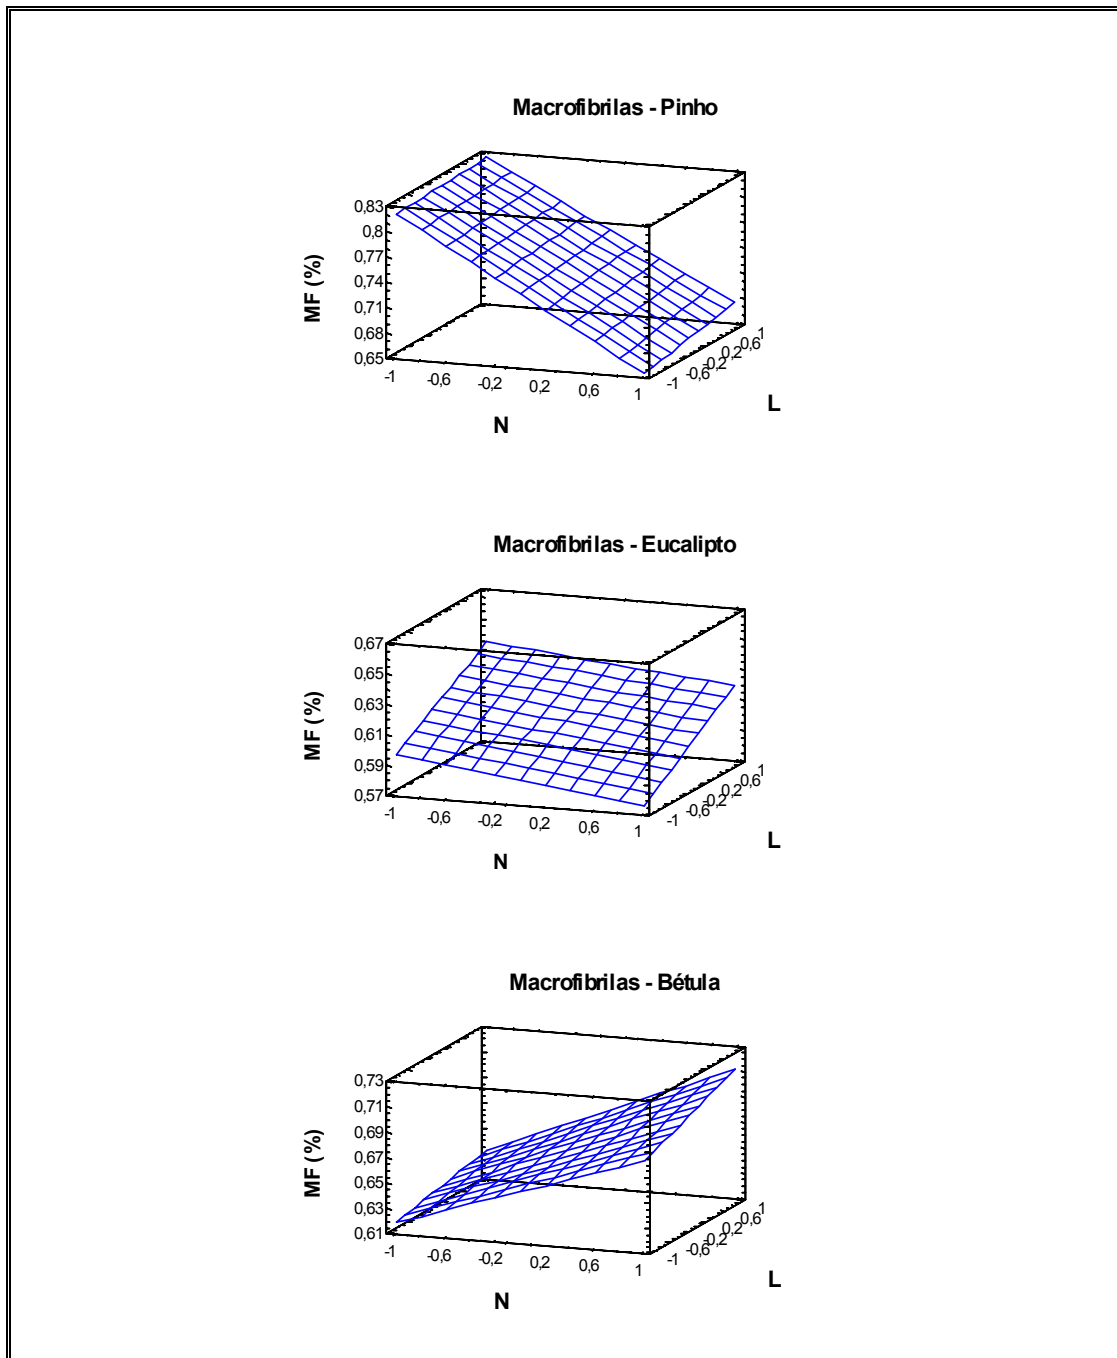 Macrofibrilas - Pinho
0,83
0,8
0,77
0,74
0,71
0,68
0,65
MF (%)
-1 -0,6 -0,2 0,2 0,6 1
N
-1 -0,6 -0,2 0,2 0,6 1
L
Macrofibrilas - Eucalipto
0,67
0,65
0,63
0,61
0,59
0,57
MF (%)
-1 -0,6 -0,2 0,2 0,6 1
N
-1 -0,6 -0,2 0,2 0,6 1
L
Macrofibrilas - Bétula
0,73
0,71
0,69
0,67
0,65
0,63
0,61
MF (%)
-1 -0,6 -0,2 0,2 0,6 1
N
-1 -0,6 -0,2 0,2 0,6 1
L